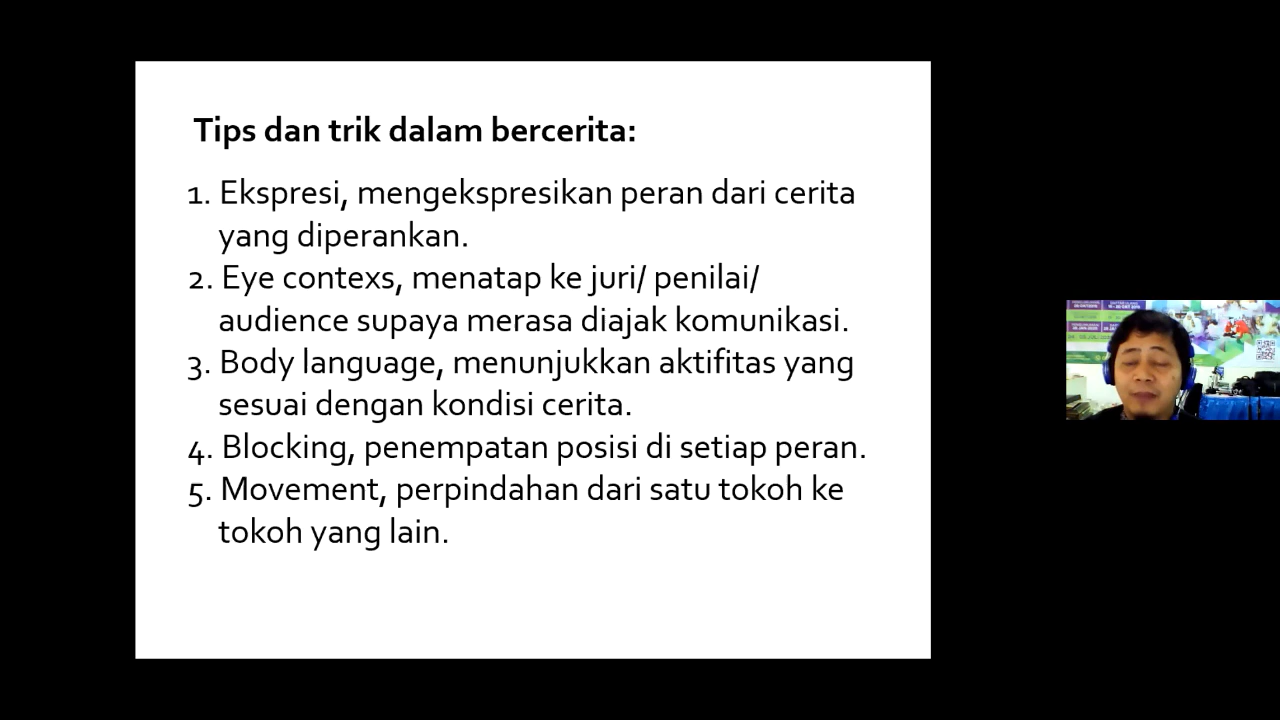 Tips dan trik dalam bercerita:
1. Ekspresi, mengekspresikan peran dari cerita
yang diperankan.
2. Eye contexs, menatap ke juri/ penilai/
audience supaya merasa diajak komunikasi.
3. Body language, menunjukkan aktifitas yang
sesuai dengan kondisi cerita.
4. Blocking, penempatan posisi di setiap peran.
5. Movement, perpindahan dari satu tokoh ke
tokoh yang lain.